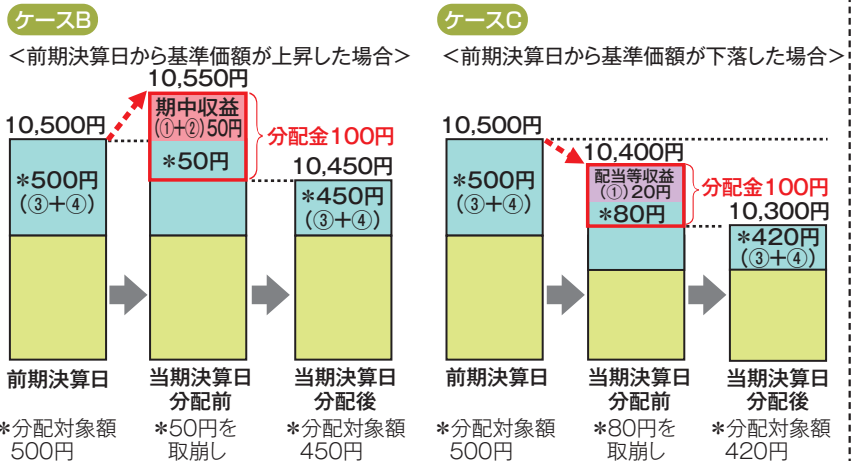 ケースB
<前期決算日から基準価額が上昇した場合>
10,550円
10,500円
期中収益
(①+②)50円
*50円
分配金100円
10,450円
*500円
(③+④)
*450円
(③+④)
前期決算日
当期決算日
分配前
当期決算日
分配後
*分配対象額
500円
*50円を
取崩し
*分配対象額
450円
ケースC
<前期決算日から基準価額が下落した場合>
10,500円
10,400円
配当等収益
(①)20円
*80円
分配金100円
10,300円
*500円
(③+④)
*420円
(③+④)
前期決算日
当期決算日
分配前
当期決算日
分配後
*分配対象額
500円
*80円を
取崩し
*分配対象額
420円